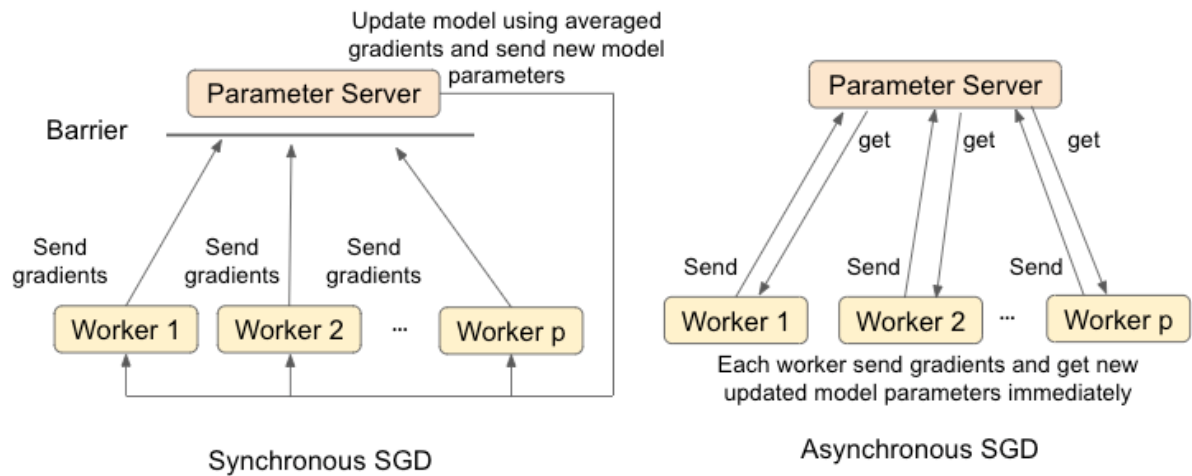 Update model using averaged
gradients and send new model
parameters
Parameter Server
Barrier
Send
gradients
Send
gradients
Send
gradients
Worker 1
Worker 2
...
Worker p
Synchronous SGD
Parameter Server
get
get
get
Send
Send
Send
Worker 1
Worker 2
...
Worker p
Each worker send gradients and get new
updated model parameters immediately
Asynchronous SGD